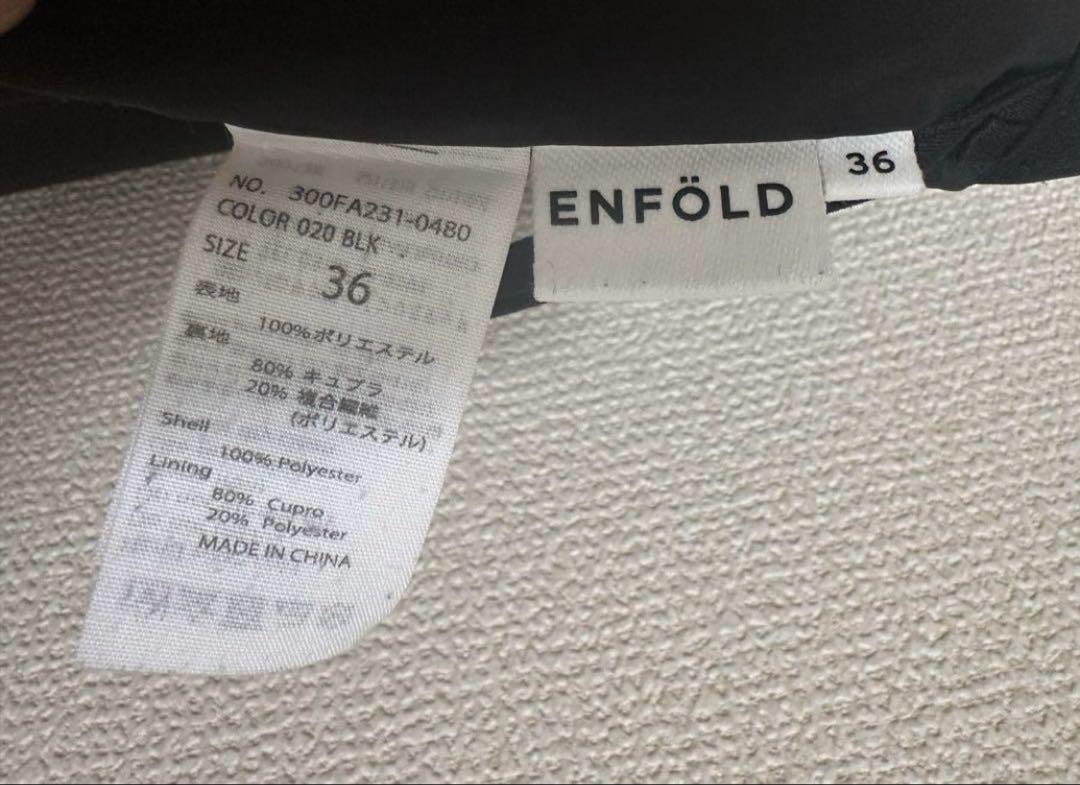 NO. 300FA231-0480
COLOR 020 BLK
SIZE 36
表地
100%ポリエステル
裏地
80% キュプラ
20% 複合繊維
(ポリエステル)
Shell
100% Polyester
Lining
80% Cupro
20% Polyester
MADE IN CHINA
ENFÖLD
36